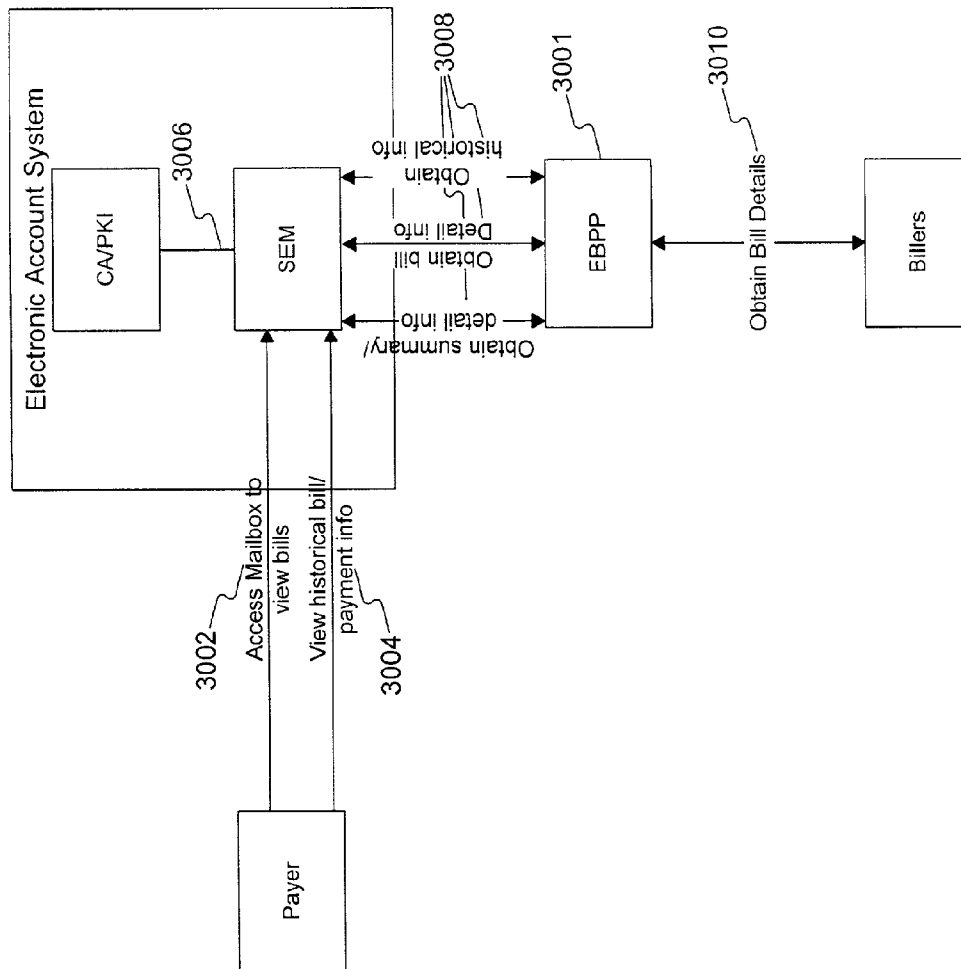 Electronic Account System
CA/PKI
3006
SEM
3002
Access Mailbox to
view bills
View historical bill/
payment info
3004
Payer
Obtain summary/
detail info
Obtain bill
Detail info
Obtain
historical info
3008
EBPP
3001
Obtain Bill Details
3010
Billers